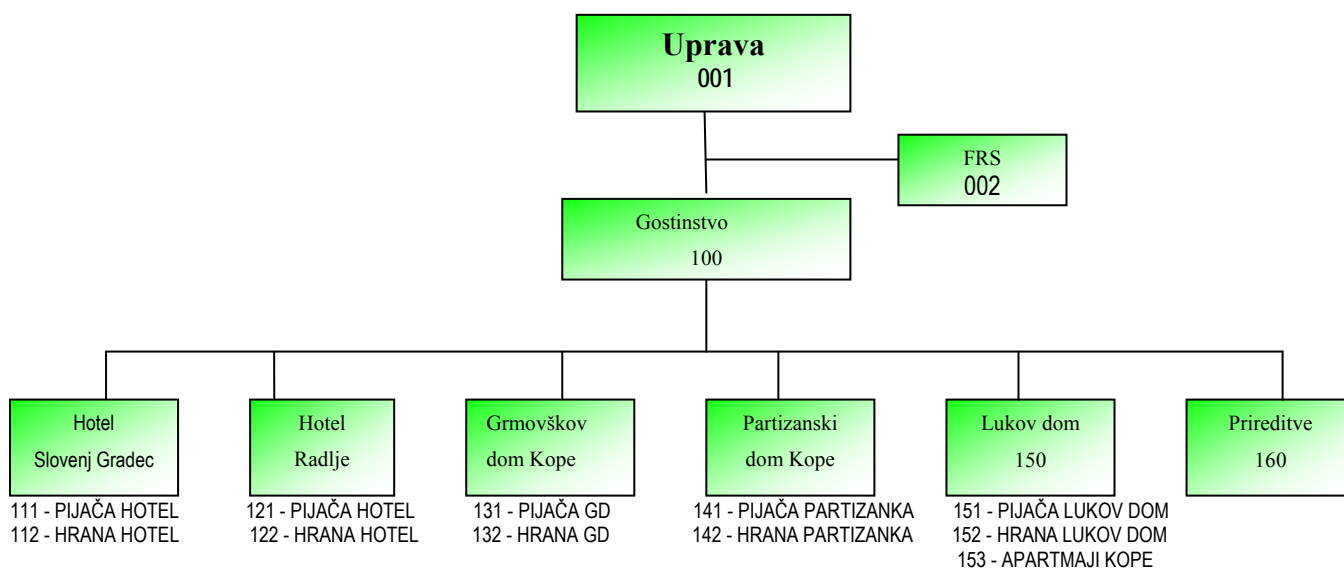 Uprava
001
FRS
002
Gostinstvo
100
Hotel
Slovenj Gradec
Hotel
Radlje
Grmovškov
dom Kope
Partizanski
dom Kope
Lukov dom
150
Prireditve
160
111 - PIJAČA HOTEL
112 - HRANA HOTEL
121 - PIJAČA HOTEL
122 - HRANA HOTEL
131 - PIJAČA GD
132 - HRANA GD
141 - PIJAČA PARTIZANKA
142 - HRANA PARTIZANKA
151 - PIJAČA LUKOV DOM
152 - HRANA LUKOV DOM
153 - APARTMAJI KOPE